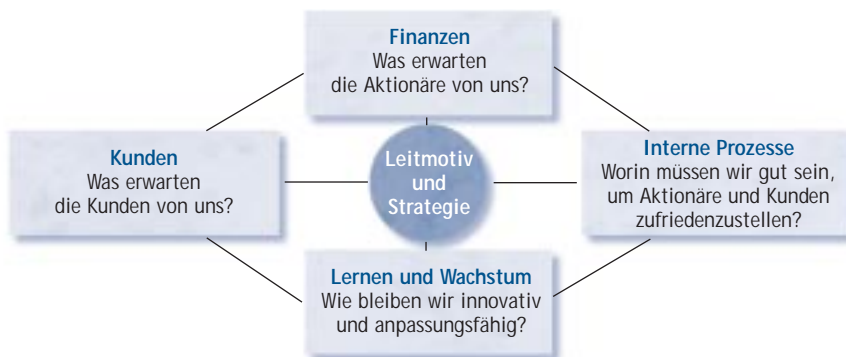 Finanzen
Was erwarten
die Aktionäre von uns?
Kunden
Was erwarten
die Kunden von uns?
Leitmotiv
und
Strategie
Interne Prozesse
Worin müssen wir gut sein,
um Aktionäre und Kunden
zufriedenzustellen?
Lernen und Wachstum
Wie bleiben wir innovativ
und anpassungsfähig?